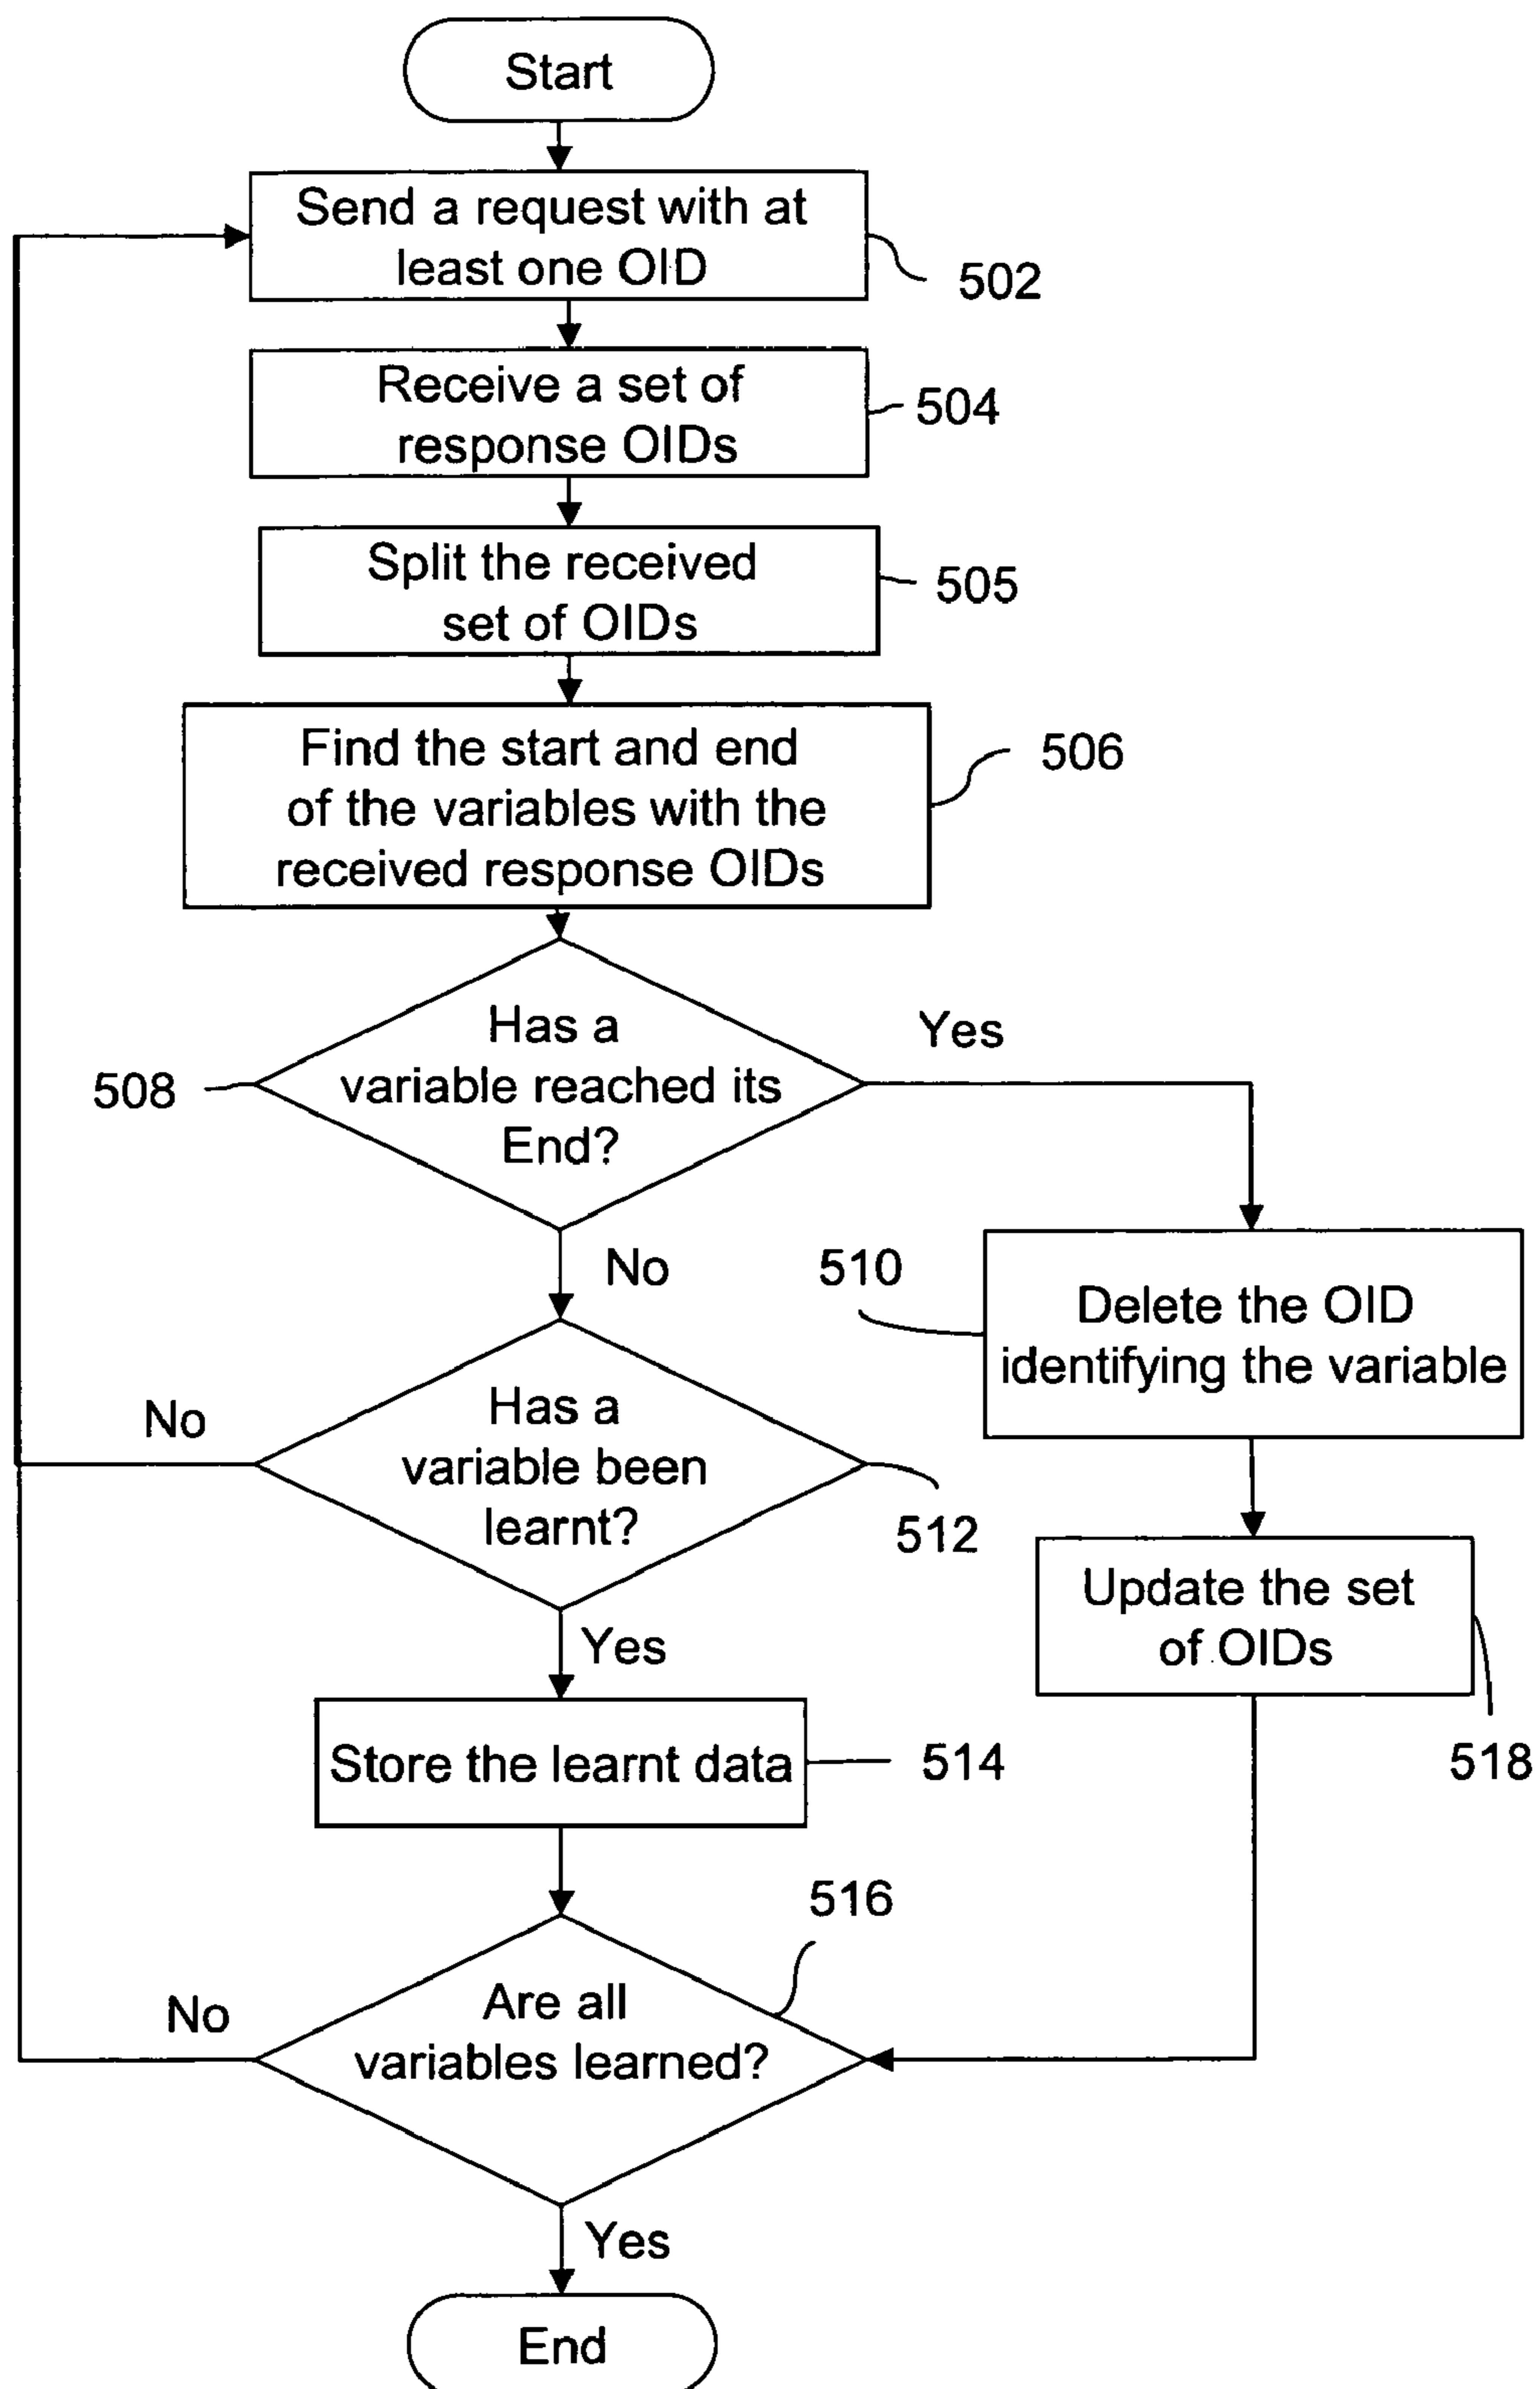 Start
Send a request with at
least one OID
502
Receive a set of
response OIDs
504
Split the received
set of OIDs
505
Find the start and end
of the variables with the
received response OIDs
506
Has a
variable reached its
End?
508
Yes
No
510
Delete the OID
identifying the variable
Has a
variable been
learnt?
No
512
Update the set
of OIDs
518
Yes
Store the learnt data
514
516
Are all
variables learned?
No
Yes
End